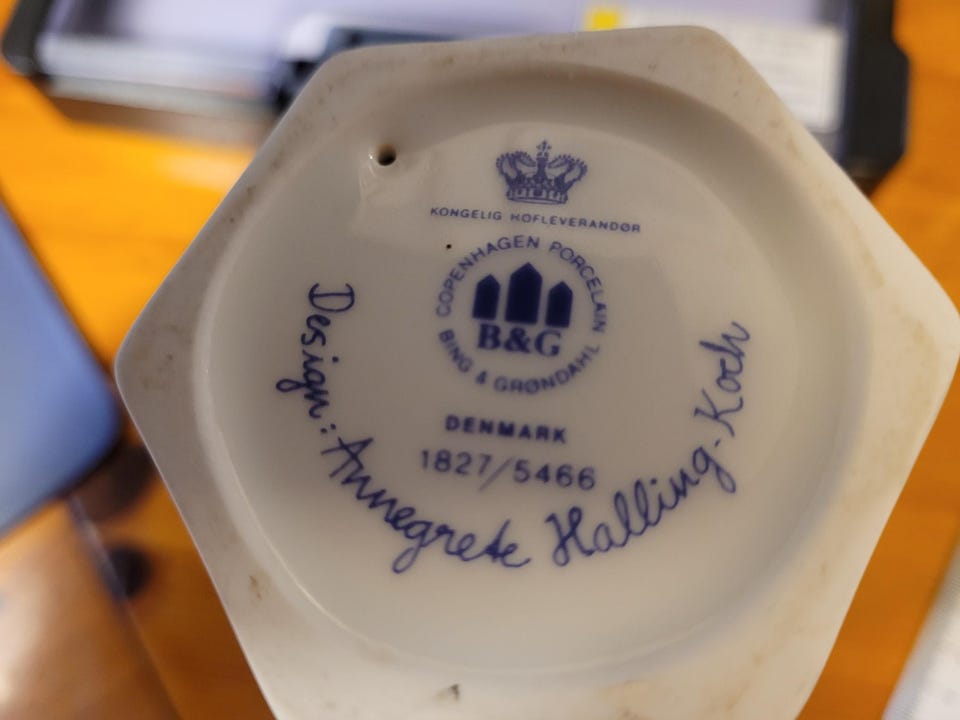 KONGELIG HOFLEVERANDØR
COPENHAGEN PORCELAIN
B&G
BING & GRØNDAHL
DENMARK
1827/5466
Design: Annegrete Halling-Koch